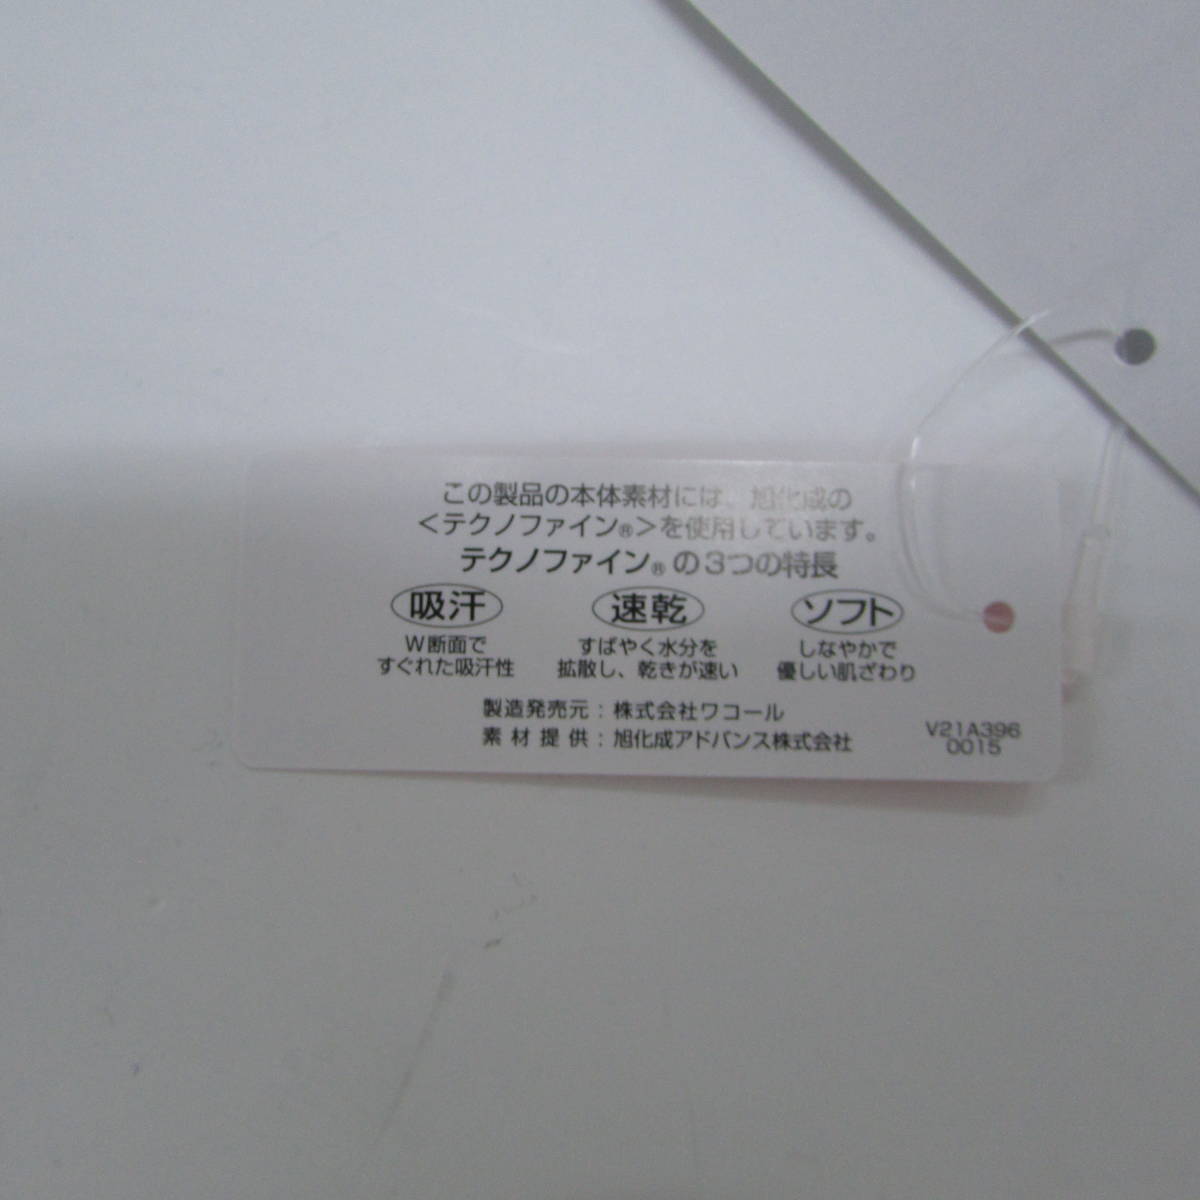 この製品の本体素材には、旭化成の
＜テクノファイン®＞を使用しています。
テクノファイン®の3つの特長
吸汗 速乾 ソフト
W断面で すばやく水分を しなやかで
すぐれた吸汗性 拡散し、乾きが速い 優しい肌ざわり
製造発売元：株式会社ワコール
素材提供：旭化成アドバンス株式会社
V21A396
0015